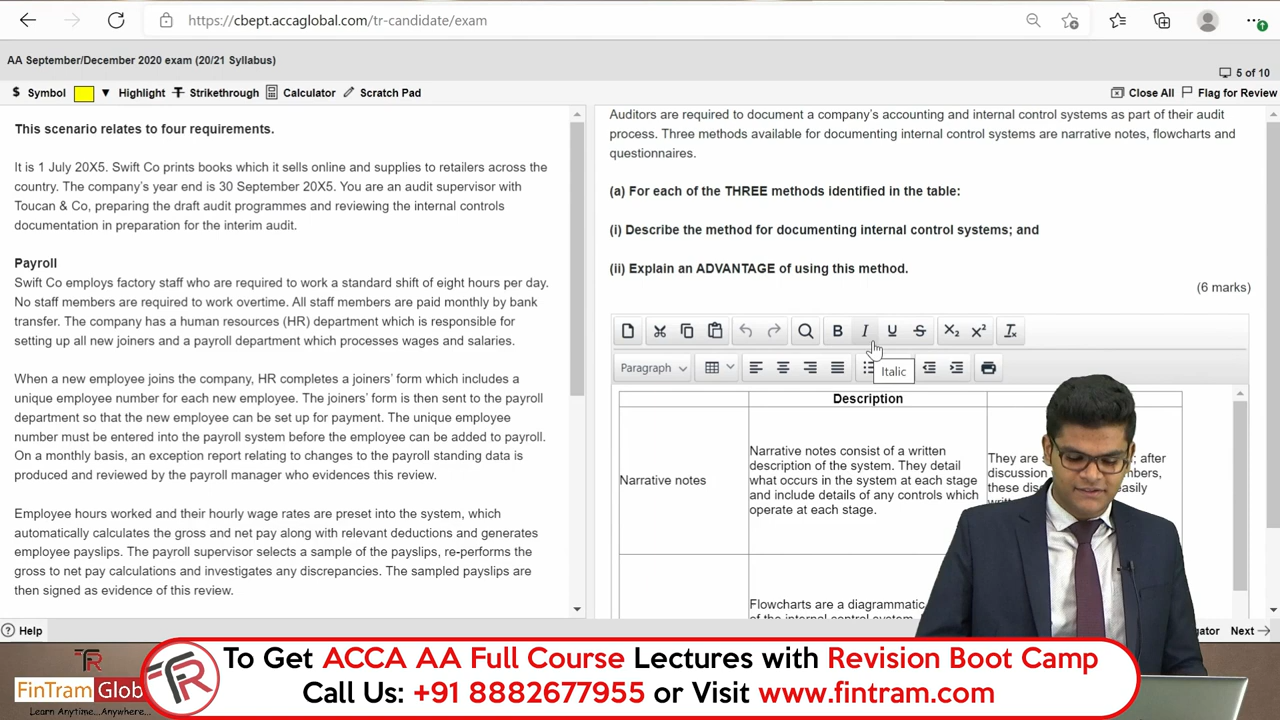 https://cbept.accaglobal.com/tr-candidate/exam
AA September/December 2020 exam (20/21 Syllabus)
5 of 10
$ Symbol Highlight Strikethrough Calculator Scratch Pad
Close All Flag for Review
This scenario relates to four requirements.
It is 1 July 20X5. Swift Co prints books which it sells online and supplies to retailers across the
country. The company's year end is 30 September 20X5. You are an audit supervisor with
Toucan & Co, preparing the draft audit programmes and reviewing the internal controls
documentation in preparation for the interim audit.
Payroll
Swift Co employs factory staff who are required to work a standard shift of eight hours per day.
No staff members are required to work overtime. All staff members are paid monthly by bank
transfer. The company has a human resources (HR) department which is responsible for
setting up all new joiners and a payroll department which processes wages and salaries.
When a new employee joins the company, HR completes a joiners' form which includes a
unique employee number for each new employee. The joiners' form is then sent to the payroll
department so that the new employee can be set up for payment. The unique employee
number must be entered into the payroll system before the employee can be added to payroll.
On a monthly basis, an exception report relating to changes to the payroll standing data is
produced and reviewed by the payroll manager who evidences this review.
Employee hours worked and their hourly wage rates are preset into the system, which
automatically calculates the gross and net pay along with relevant deductions and generates
employee payslips. The payroll supervisor selects a sample of the payslips, re-performs the
gross to net pay calculations and investigates any discrepancies. The sampled payslips are
then signed as evidence of this review.
Auditors are required to document a company's accounting and internal control systems as part of their audit
process. Three methods available for documenting internal control systems are narrative notes, flowcharts and
questionnaires.
(a) For each of the THREE methods identified in the table:
(i) Describe the method for documenting internal control systems; and
(ii) Explain an ADVANTAGE of using this method.
(6 marks)
B I U S X₂ X² Ix
Paragraph
Italic
Description
Narrative notes
Narrative notes consist of a written
description of the system. They detail
what occurs in the system at each stage
and include details of any controls which
operate at each stage.
They are
after
discussion
these
Flowcharts are a diagrammatic
of the internal control system.
Help
Next
FinTram Glob
Learn Anytime...Anywhere...
To Get ACCA AA Full Course Lectures with Revision Boot Camp
Call Us: +91 8882677955 or Visit www.fintram.com